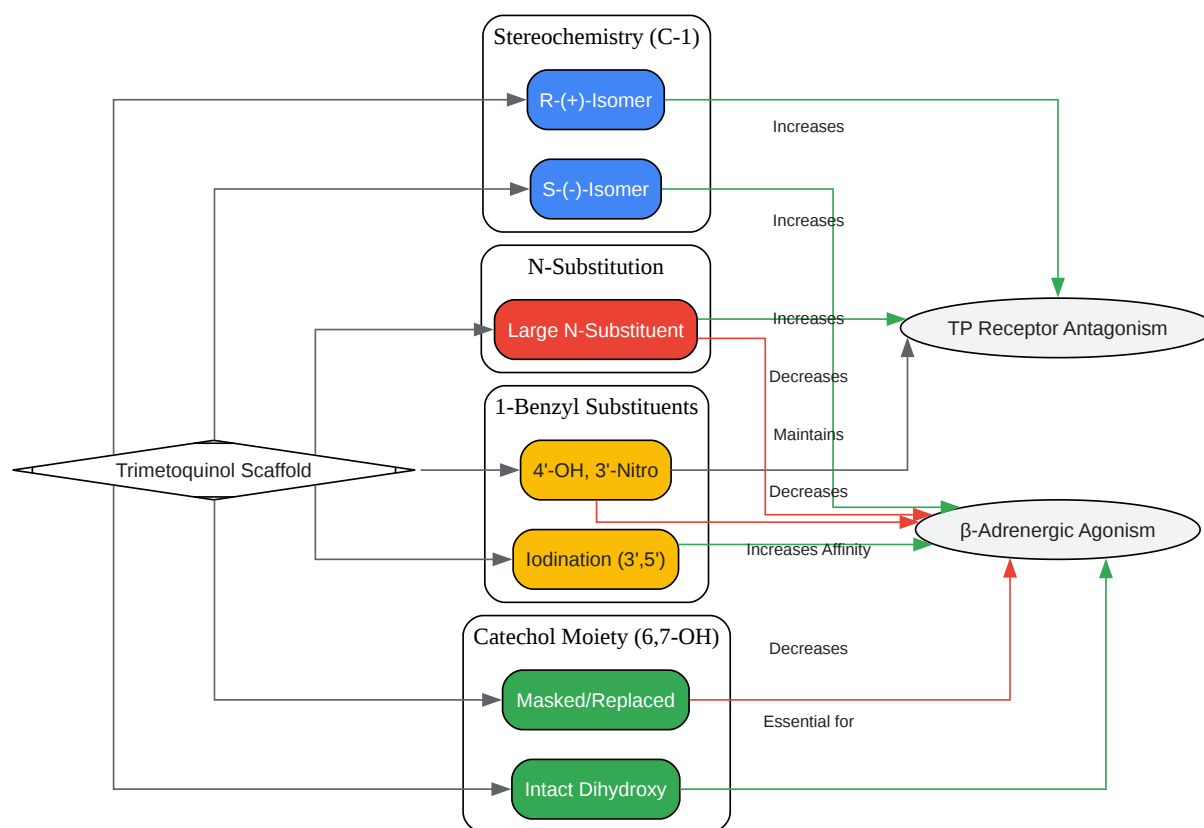 Stereochemistry (C-1)
R-(+)-Isomer
Increases
S-(-)-Isomer
Increases
N-Substitution
Large N-Substituent
Increases
TP Receptor Antagonism
Decreases
1-Benzyl Substituents
Maintains
Trimetoquinol Scaffold
4'-OH, 3'-Nitro
Decreases
β-Adrenergic Agonism
Iodination (3',5')
Increases Affinity
Catechol Moiety (6,7-OH)
Decreases
Masked/Replaced
Essential for
Intact Dihydroxy